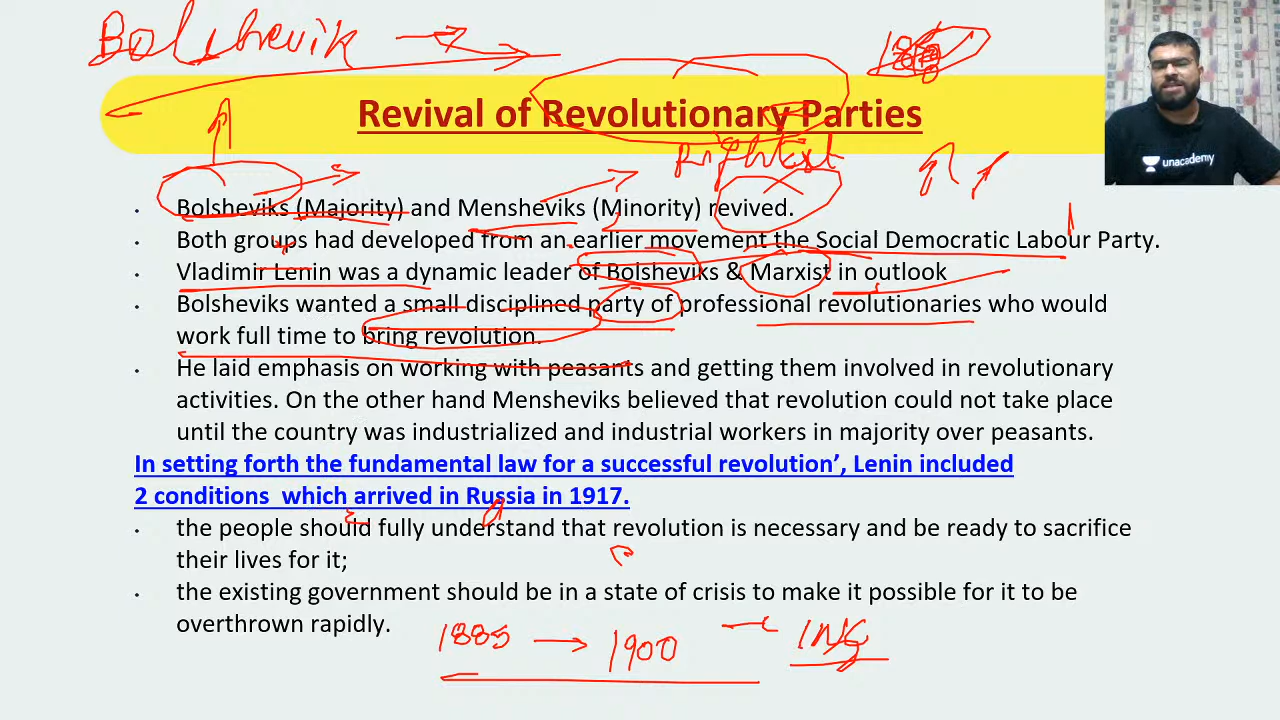 Bolshevik
Revival of Revolutionary Parties
Rightist
unacademy
• Bolsheviks (Majority) and Mensheviks (Minority) revived.
• Both groups had developed from an earlier movement the Social Democratic Labour Party.
• Vladimir Lenin was a dynamic leader of Bolsheviks & Marxist in outlook
• Bolsheviks wanted a small disciplined party of professional revolutionaries who would
work full time to bring revolution.
• He laid emphasis on working with peasants and getting them involved in revolutionary
activities. On the other hand Mensheviks believed that revolution could not take place
until the country was industrialized and industrial workers in majority over peasants.
In setting forth the fundamental law for a successful revolution’, Lenin included
2 conditions which arrived in Russia in 1917.
• the people should fully understand that revolution is necessary and be ready to sacrifice
their lives for it;
• the existing government should be in a state of crisis to make it possible for it to be
overthrown rapidly.
1885 → 1900 INC